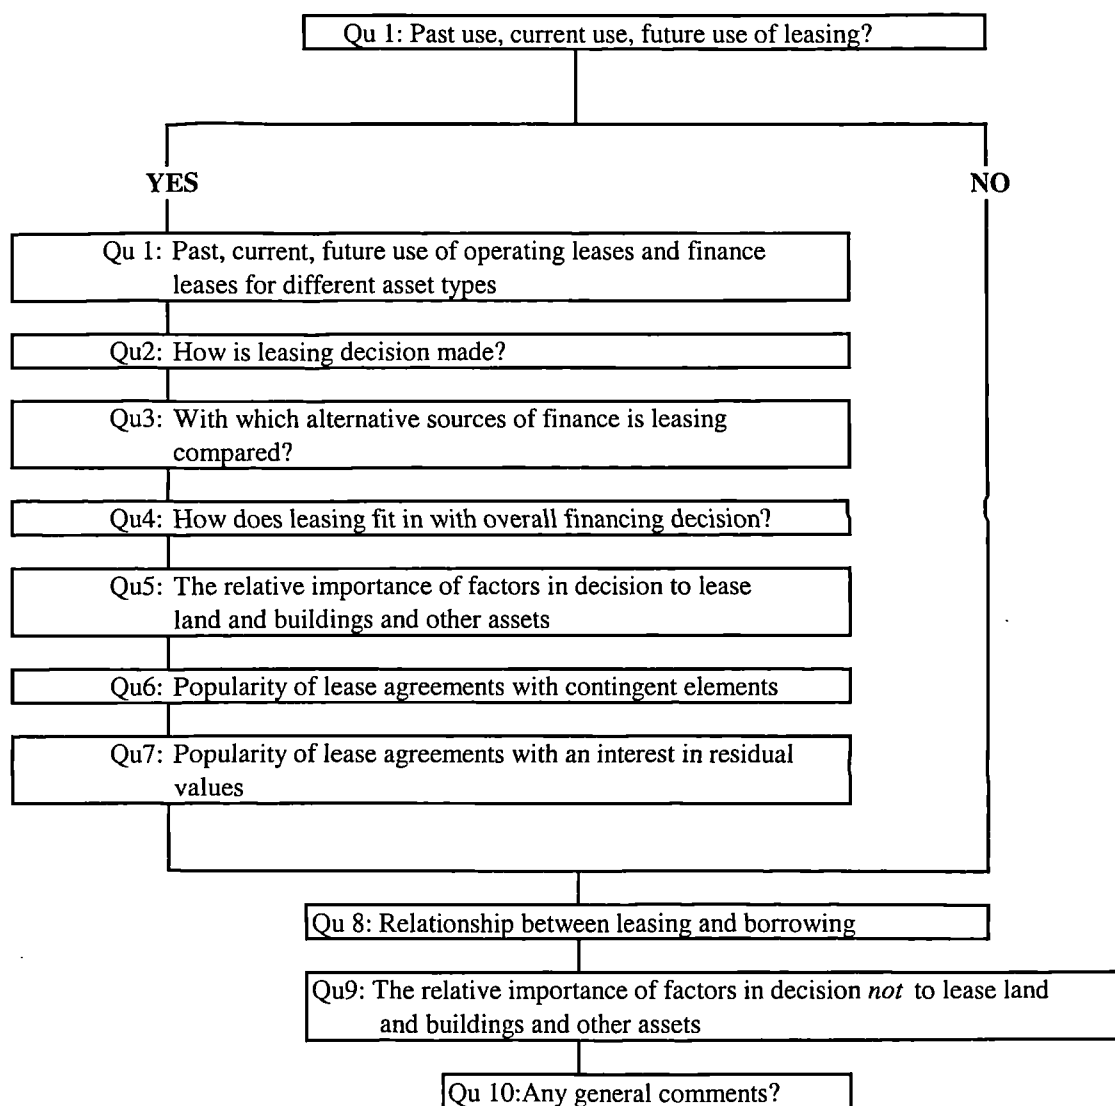 Qu 1: Past use, current use, future use of leasing?
YES
NO
Qu 1: Past, current, future use of operating leases and finance
leases for different asset types
Qu2: How is leasing decision made?
Qu3: With which alternative sources of finance is leasing
compared?
Qu4: How does leasing fit in with overall financing decision?
Qu5: The relative importance of factors in decision to lease
land and buildings and other assets
Qu6: Popularity of lease agreements with contingent elements
Qu7: Popularity of lease agreements with an interest in residual
values
Qu 8: Relationship between leasing and borrowing
Qu9: The relative importance of factors in decision not to lease land
and buildings and other assets
Qu 10:Any general comments?